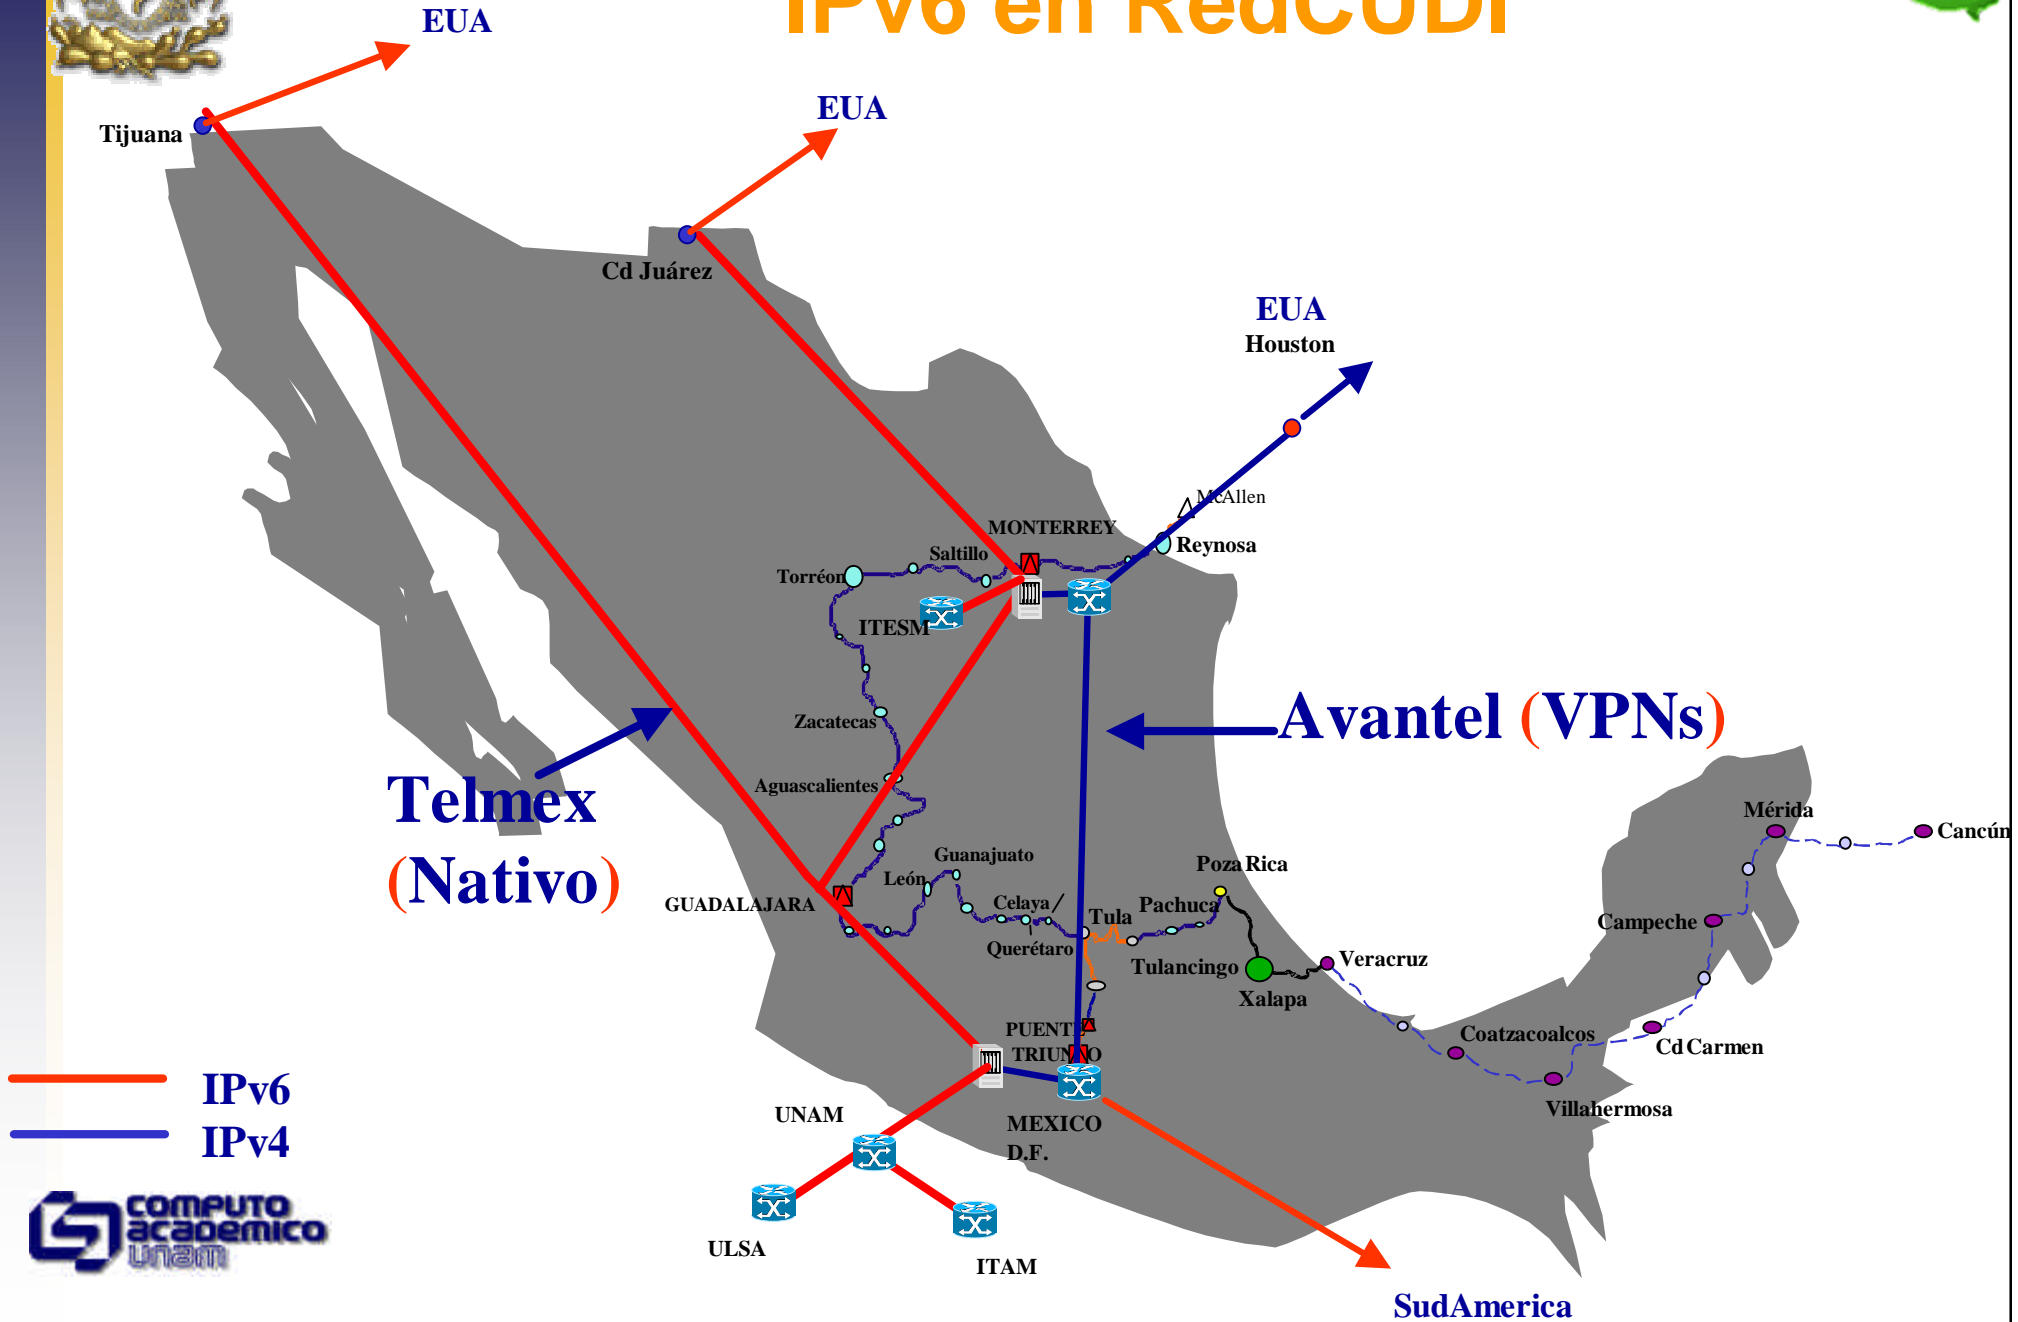 IPv6 en RedCUDI
EUA
EUA
Tijuana
Cd Juárez
EUA
Houston
McAllen
MONTERREY
Reynosa
Saltillo
Torréon
ITESM
Avantel (VPNs)
Zacatecas
Telmex
(Nativo)
Aguascalientes
Mérida
Cancún
Guanajuato
Poza Rica
León
GUADALAJARA
Celaya
Pachuca
Tula
Campeche
Querétaro
Tulancingo
Veracruz
Xalapa
PUENTE
TRIUNFO
Coatzacoalcos
Cd Carmen
IPv6
IPv4
UNAM
MEXICO
D.F.
Villahermosa
COMPUTO
academico
unam
ULSA
ITAM
SudAmerica